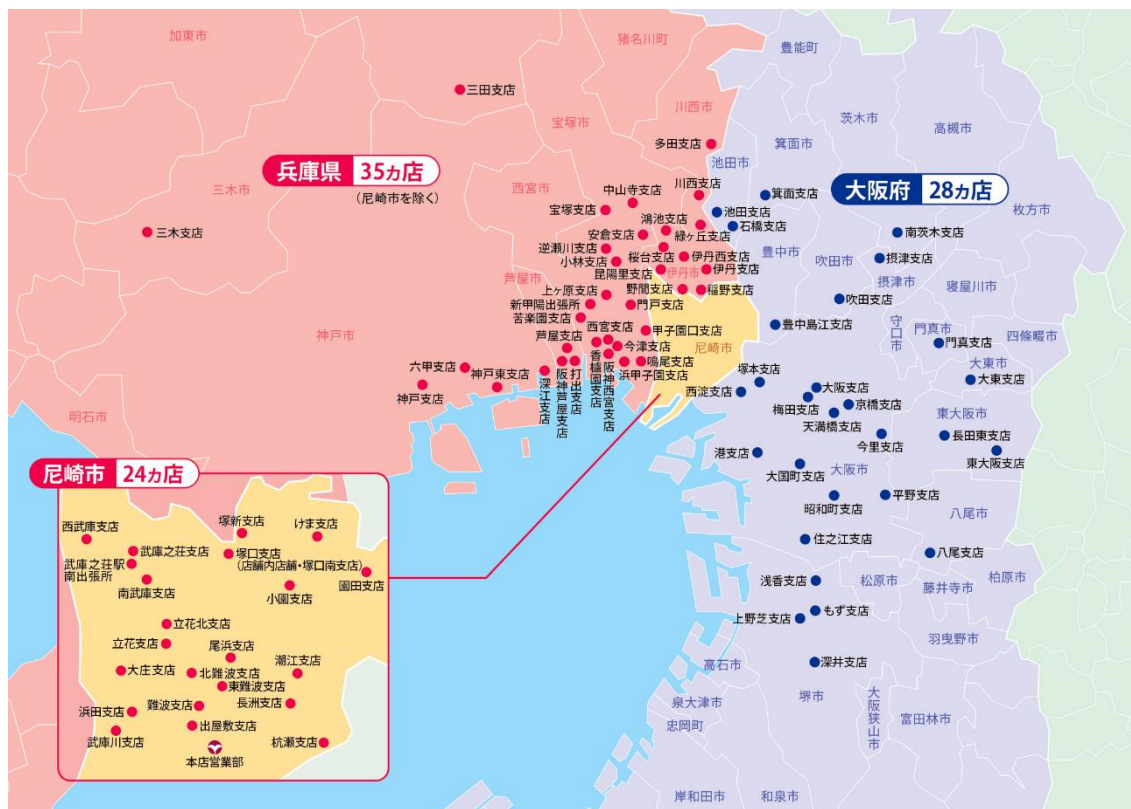 加東市
猪名川町
豊能町
三田支店
川西市
茨木市
高槻市
宝塚市
多田支店
箕面市
池田市
兵庫県 35ヵ店
(尼崎市を除く)
三木市
西宮市
中山寺支店
川西支店
箕面支店
大阪府 28ヵ店
枚方市
宝塚支店
池田支店
石橋支店
鴻池支店
緑ヶ丘支店
三木支店
安倉支店
南茨木支店
逆瀬川支店
桜台支店
伊丹西支店
豊中市
吹田市
摂津支店
小林支店
昆陽里支店
伊丹市
伊丹支店
摂津市
寝屋川市
芦屋市
上ヶ原支店
野間支店
稲野支店
新甲陽出張所
門戸支店
吹田支店
苦楽園支店
神戸市
西宮支店
甲子園口支店
豊中島江支店
守口市
門真市
四條畷市
芦屋支店
今津支店
尼崎市
門真支店
六甲支店
神戸東支店
鳴尾支店
浜甲子園支店
大東市
神戸支店
深江支店
阪神芦屋支店
打出支店
香櫨園支店
阪神西宮支店
塚本支店
西淀支店
大阪支店
大東支店
梅田支店
京橋支店
天満橋支店
明石市
東大阪市
今里支店
長田東支店
東大阪支店
港支店
大国町支店
大阪市
昭和町支店
平野支店
八尾市
住之江支店
八尾支店
浅香支店
松原市
藤井寺市
柏原市
上野芝支店
もず支店
羽曳野市
高石市
深井支店
堺市
泉大津市
忠岡町
大阪狭山市
富田林市
岸和田市
和泉市
尼崎市 24ヵ店
西武庫支店
塚新支店
けま支店
武庫之荘支店
塚口支店
(店舗内店舗・塚口南支店)
武庫之荘駅
南出張所
南武庫支店
小園支店
園田支店
立花北支店
立花支店
尾浜支店
大庄支店
北難波支店
潮江支店
東難波支店
浜田支店
難波支店
長洲支店
武庫川支店
出屋敷支店
杭瀬支店
本店営業部